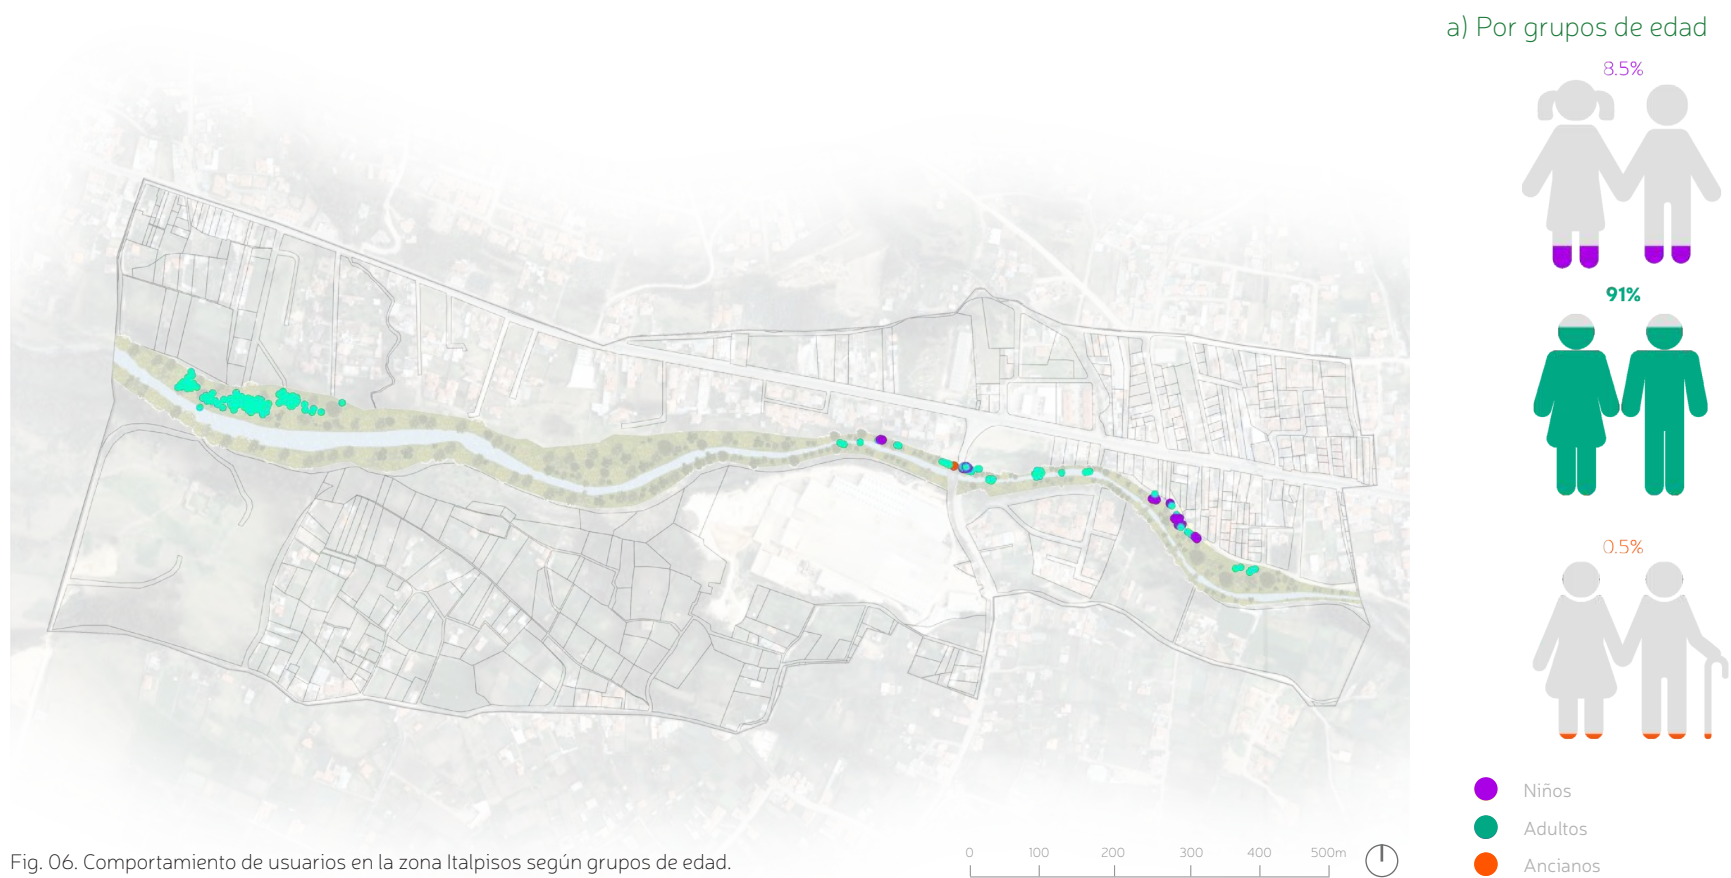 a) Por grupos de edad
8.5%
91%
0.5%
Niños
Adultos
Ancianos
0 100 200 300 400 500m
Fig. 06. Comportamiento de usuarios en la zona Italpisos según grupos de edad.